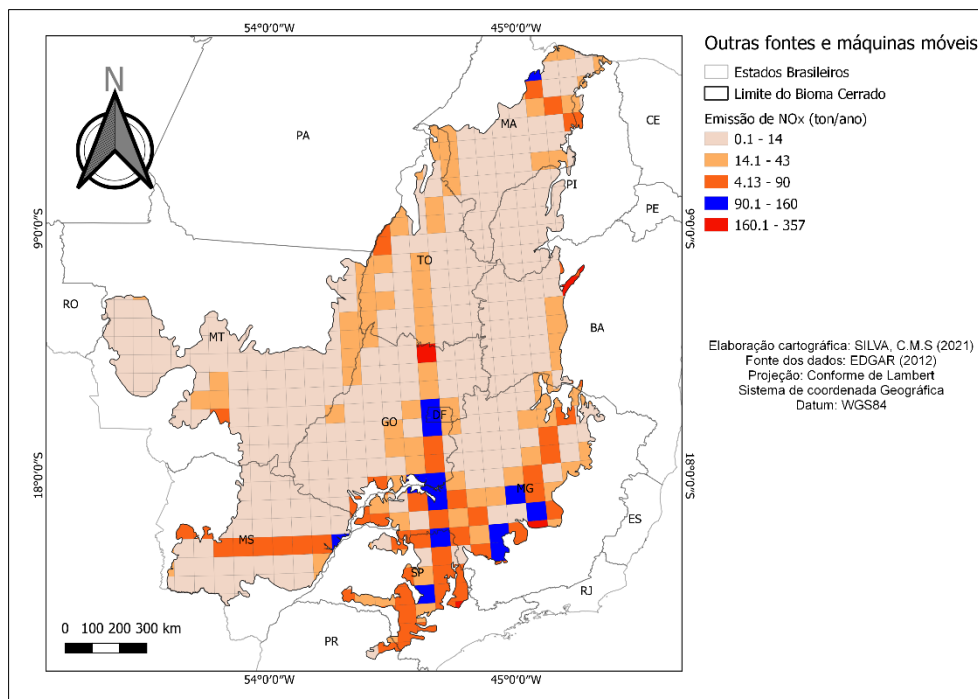 54°0'0"W 45°0'0"W
Outras fontes e máquinas móveis
Estados Brasileiros
Limite do Bioma Cerrado
Emissão de NOx (ton/ano)
0.1 - 14
14.1 - 43
4.13 - 90
90.1 - 160
160.1 - 357
N
PA
MA
CE
PI
PE
9°0'0"S
9°0'0"S
TO
RO
MT
BA
Elaboração cartográfica: SILVA, C.M.S (2021)
Fonte dos dados: EDGAR (2012)
Projeção: Conforme de Lambert
Sistema de coordenada Geográfica
Datum: WGS84
GO
DF
18°0'0"S
18°0'0"S
MG
ES
MS
SP
RJ
PR
0 100 200 300 km
54°0'0"W 45°0'0"W